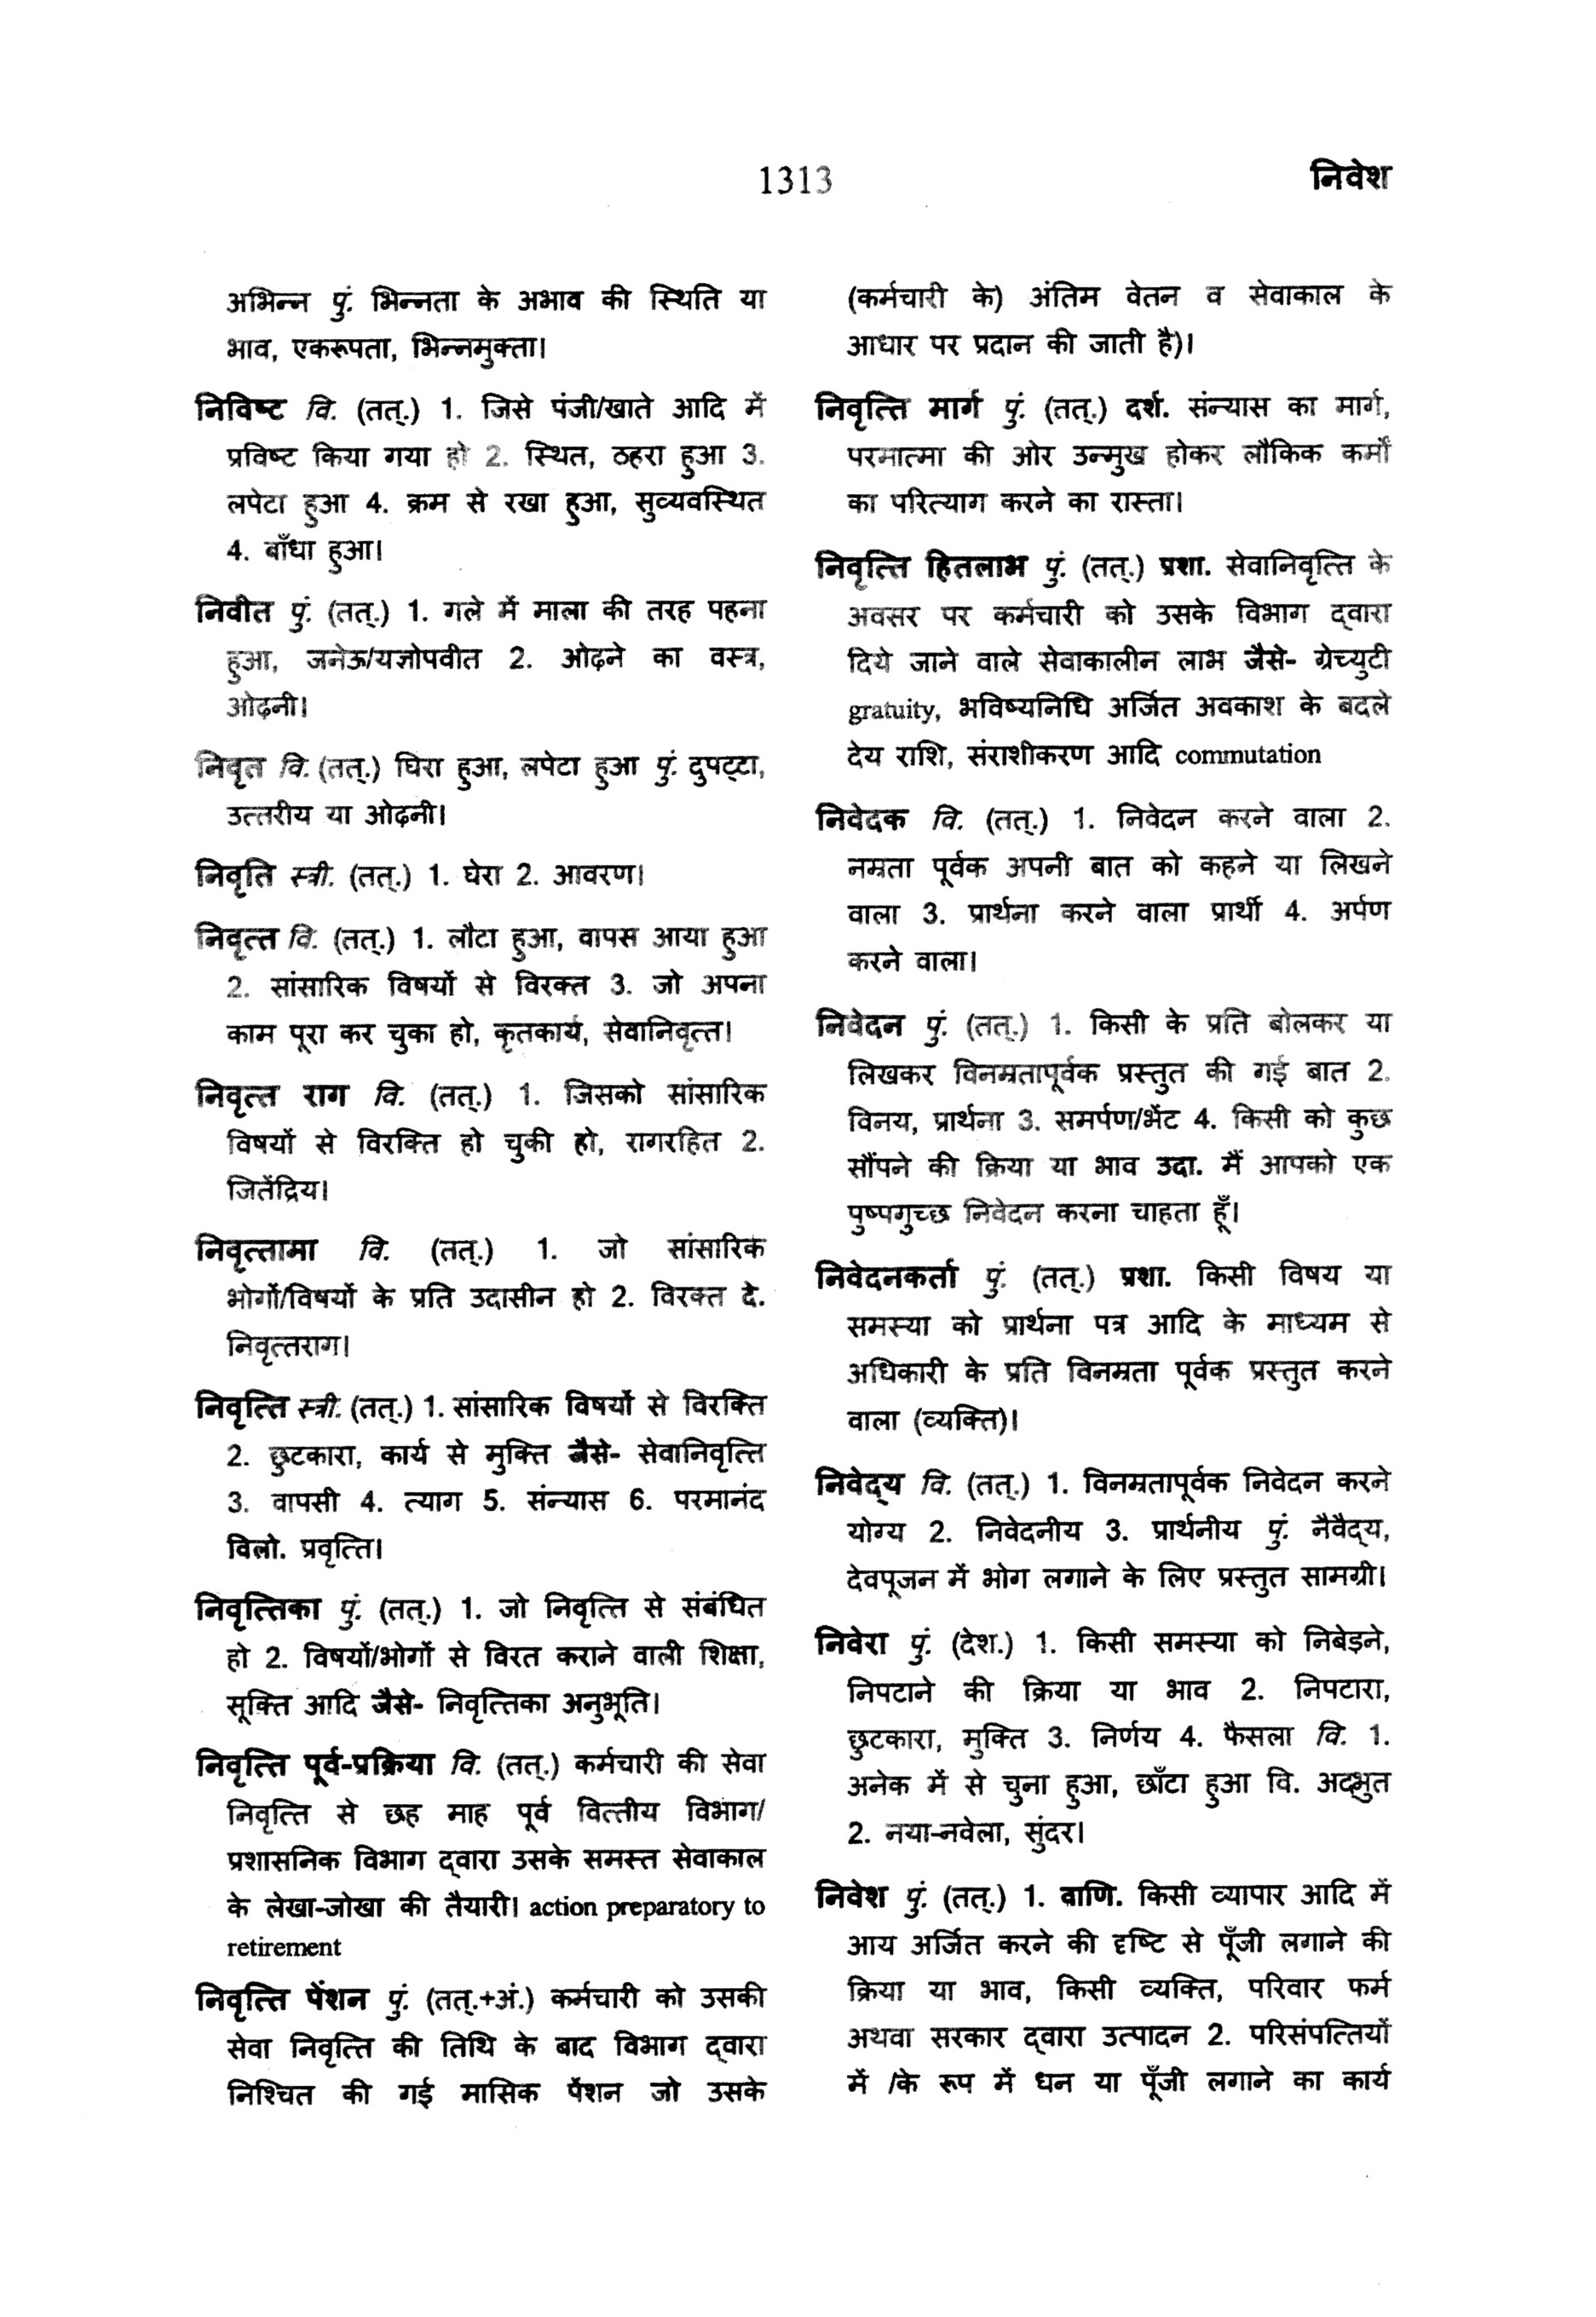 1313
निवेश
अभिन्न पुं. भिन्नता के अभाव की स्थिति या
भाव, एकरूपता, भिन्नमुक्ता।
निविष्ट वि. (तत्.) 1. जिसे पंजी/खाते आदि में
प्रविष्ट किया गया हो 2. स्थित, ठहरा हुआ 3.
लपेटा हुआ 4. क्रम से रखा हुआ, सुव्यवस्थित
4. बाँधा हुआ।
निवीत पुं. (तत्.) 1. गले में माला की तरह पहना
हुआ, जनेऊ/यज्ञोपवीत 2. ओढ़ने का वस्त्र,
ओढ़नी।
निवृत वि. (तत्.) घिरा हुआ, लपेटा हुआ पुं. दुपट्टा,
उत्तरीय या ओढ़नी।
निवृति स्त्री. (तत्.) 1. घेरा 2. आवरण।
निवृत्त वि. (तत्.) 1. लौटा हुआ, वापस आया हुआ
2. सांसारिक विषयों से विरक्त 3. जो अपना
काम पूरा कर चुका हो, कृतकार्य, सेवानिवृत्त।
निवृत्त राग वि. (तत्.) 1. जिसको सांसारिक
विषयों से विरक्ति हो चुकी हो, रागरहित 2.
जितेंद्रिय।
निवृत्तामा वि. (तत्.) 1. जो सांसारिक
भोगों/विषयों के प्रति उदासीन हो 2. विरक्त दे.
निवृत्तराग।
निवृत्ति स्त्री. (तत्.) 1. सांसारिक विषयों से विरक्ति
2. छुटकारा, कार्य से मुक्ति जैसे- सेवानिवृत्ति
3. वापसी 4. त्याग 5. संन्यास 6. परमानंद
विलो. प्रवृत्ति।
निवृत्तिका पुं. (तत्.) 1. जो निवृत्ति से संबंधित
हो 2. विषयों/भोगों से विरत कराने वाली शिक्षा,
सूक्ति आदि जैसे- निवृत्तिका अनुभूति।
निवृत्ति पूर्व-प्रक्रिया वि. (तत्.) कर्मचारी की सेवा
निवृत्ति से छह माह पूर्व वित्तीय विभाग/
प्रशासनिक विभाग द्वारा उसके समस्त सेवाकाल
के लेखा-जोखा की तैयारी। action preparatory to
retirement
निवृत्ति पेंशन पुं. (तत्.+अं.) कर्मचारी को उसकी
सेवा निवृत्ति की तिथि के बाद विभाग द्वारा
निश्चित की गई मासिक पेंशन जो उसके
(कर्मचारी के) अंतिम वेतन व सेवाकाल के
आधार पर प्रदान की जाती है)।
निवृत्ति मार्ग पुं. (तत्.) दर्श. संन्यास का मार्ग,
परमात्मा की ओर उन्मुख होकर लौकिक कर्मों
का परित्याग करने का रास्ता।
निवृत्ति हितलाभ पुं. (तत्.) प्रशा. सेवानिवृत्ति के
अवसर पर कर्मचारी को उसके विभाग द्वारा
दिये जाने वाले सेवाकालीन लाभ जैसे- ग्रेच्युटी
gratuity, भविष्यनिधि अर्जित अवकाश के बदले
देय राशि, संराशीकरण आदि commutation
निवेदक वि. (तत्.) 1. निवेदन करने वाला 2.
नम्रता पूर्वक अपनी बात को कहने या लिखने
वाला 3. प्रार्थना करने वाला प्रार्थी 4. अर्पण
करने वाला।
निवेदन पुं. (तत्.) 1. किसी के प्रति बोलकर या
लिखकर विनम्रतापूर्वक प्रस्तुत की गई बात 2.
विनय, प्रार्थना 3. समर्पण/भेंट 4. किसी को कुछ
सौंपने की क्रिया या भाव उदा. मैं आपको एक
पुष्पगुच्छ निवेदन करना चाहता हूँ।
निवेदनकर्ता पुं. (तत्.) प्रशा. किसी विषय या
समस्या को प्रार्थना पत्र आदि के माध्यम से
अधिकारी के प्रति विनम्रता पूर्वक प्रस्तुत करने
वाला (व्यक्ति)।
निवेद्य वि. (तत्.) 1. विनम्रतापूर्वक निवेदन करने
योग्य 2. निवेदनीय 3. प्रार्थनीय पुं. नैवैद्य,
देवपूजन में भोग लगाने के लिए प्रस्तुत सामग्री।
निवेरा पुं. (देश.) 1. किसी समस्या को निबेड़ने,
निपटाने की क्रिया या भाव 2. निपटारा,
छुटकारा, मुक्ति 3. निर्णय 4. फैसला वि. 1.
अनेक में से चुना हुआ, छाँटा हुआ वि. अद्भुत
2. नया-नवेला, सुंदर।
निवेश पुं. (तत्.) 1. वाणि. किसी व्यापार आदि में
आय अर्जित करने की दृष्टि से पूँजी लगाने की
क्रिया या भाव, किसी व्यक्ति, परिवार फर्म
अथवा सरकार द्वारा उत्पादन 2. परिसंपत्तियों
में /के रूप में धन या पूँजी लगाने का कार्य